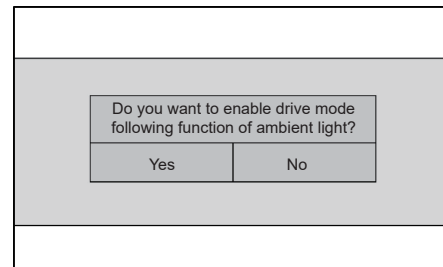 Do you want to enable drive mode
following function of ambient light?
Yes
No